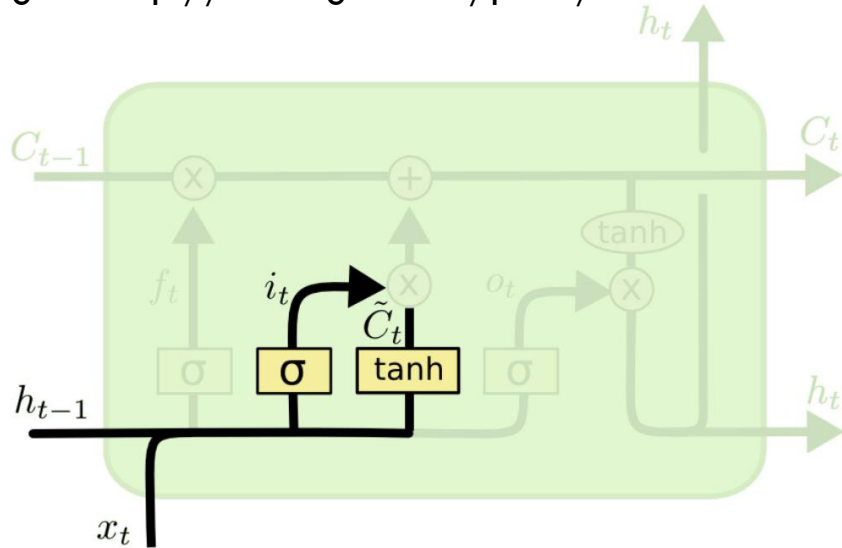 h_t
C_{t-1}
C_t
x
+
tanh
f_t
i_t
x
o_t
x
C̃_t
σ
σ
tanh
σ
h_{t-1}
h_t
x_t